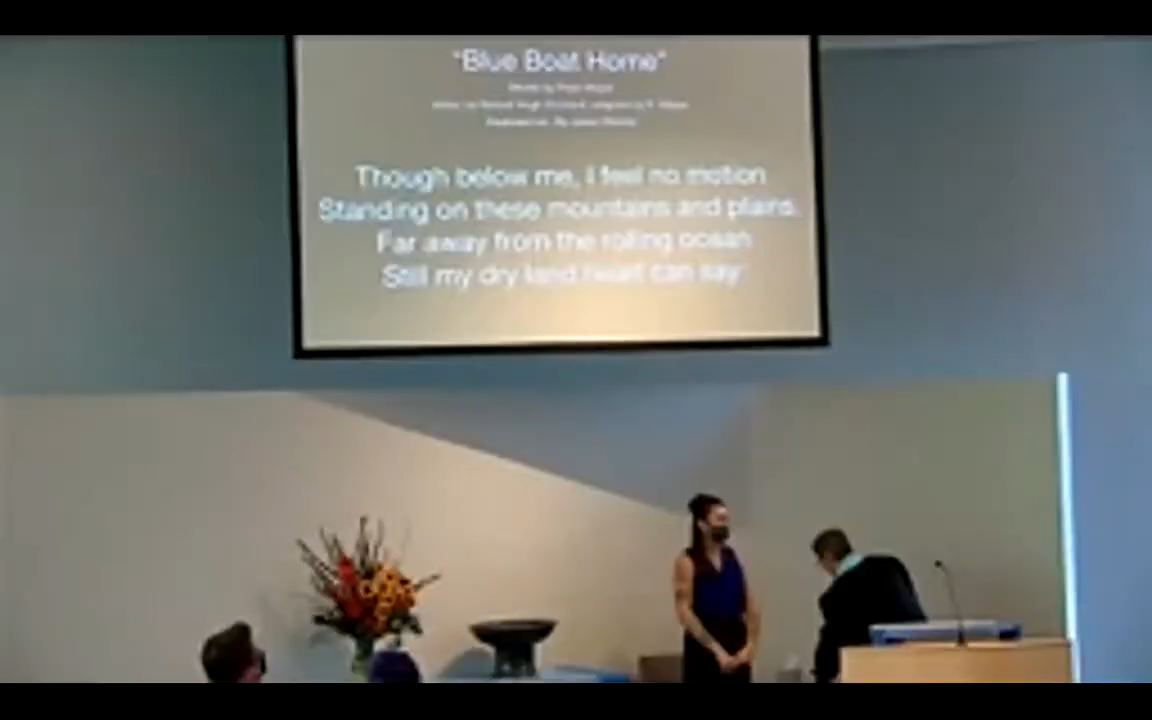 "Blue Boat Home"
Though below me, I feel no motion
Standing on these mountains and plains.
Far away from the rolling ocean
Still my dry land heart can say